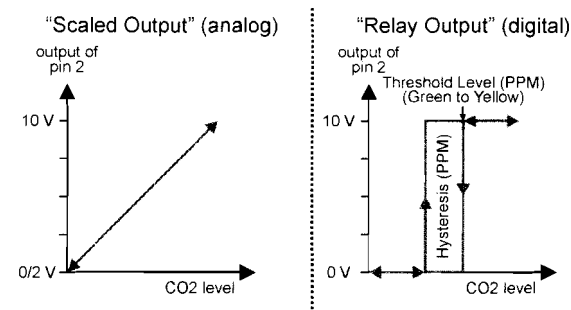 “Scaled Output” (analog)
output of
pin 2
10 V
0/2 V
CO2 level
“Relay Output” (digital)
output of
pin 2
Threshold Level (PPM)
(Green to Yellow)
10 V
Hysteresis (PPM)
0 V
CO2 level